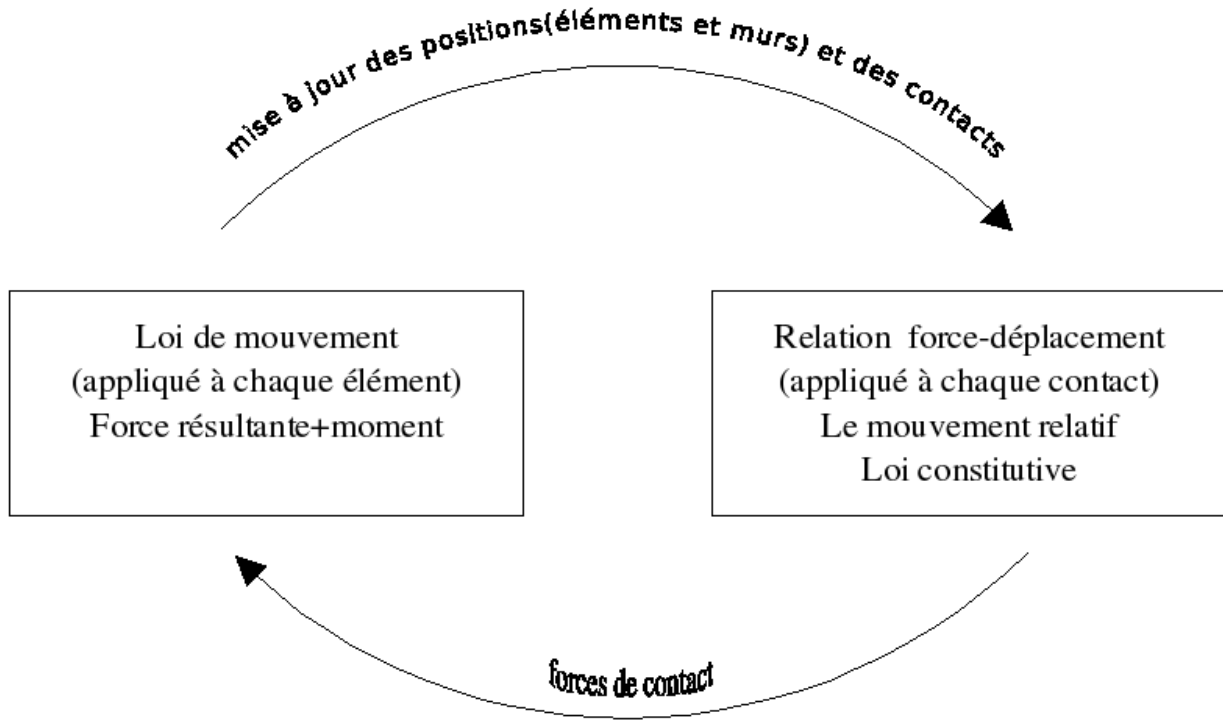 mise à jour des positions(éléments et murs) et des contacts
Loi de mouvement
(appliqué à chaque élément)
Force résultante+moment
Relation force-déplacement
(appliqué à chaque contact)
Le mouvement relatif
Loi constitutive
forces de contact